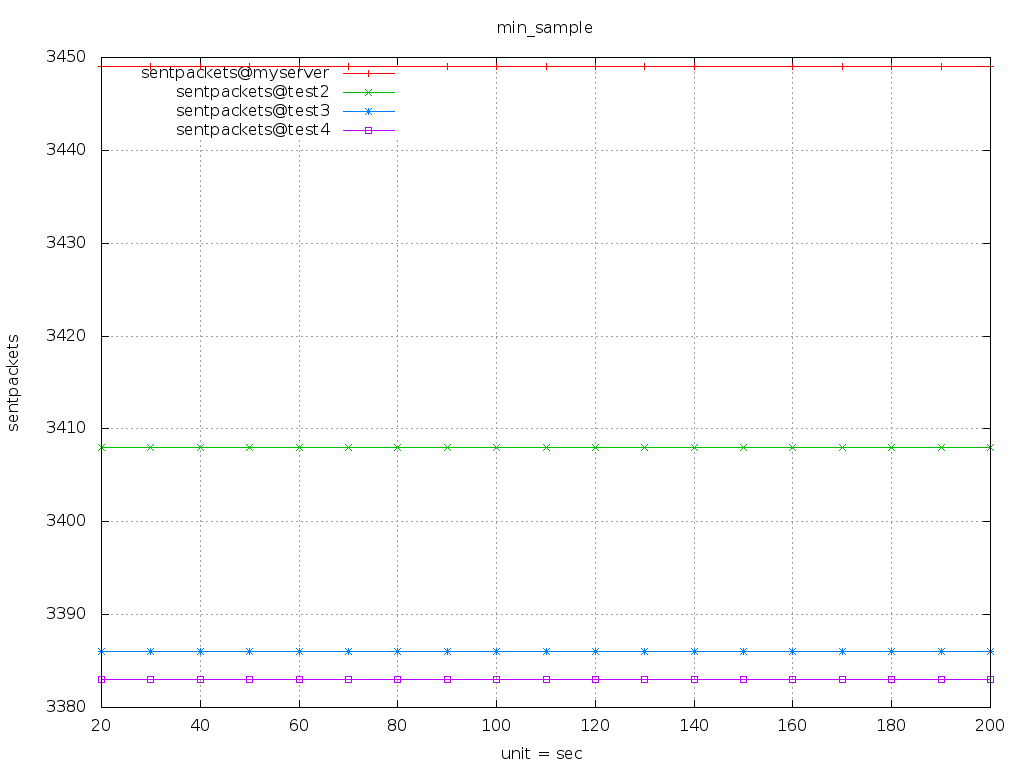 min_sample
3450
sentpackets@myserver
sentpackets@test2
sentpackets@test3
sentpackets@test4
3440
3430
3420
3410
3400
3390
3380
sentpackets
20 40 60 80 100 120 140 160 180 200
unit = sec